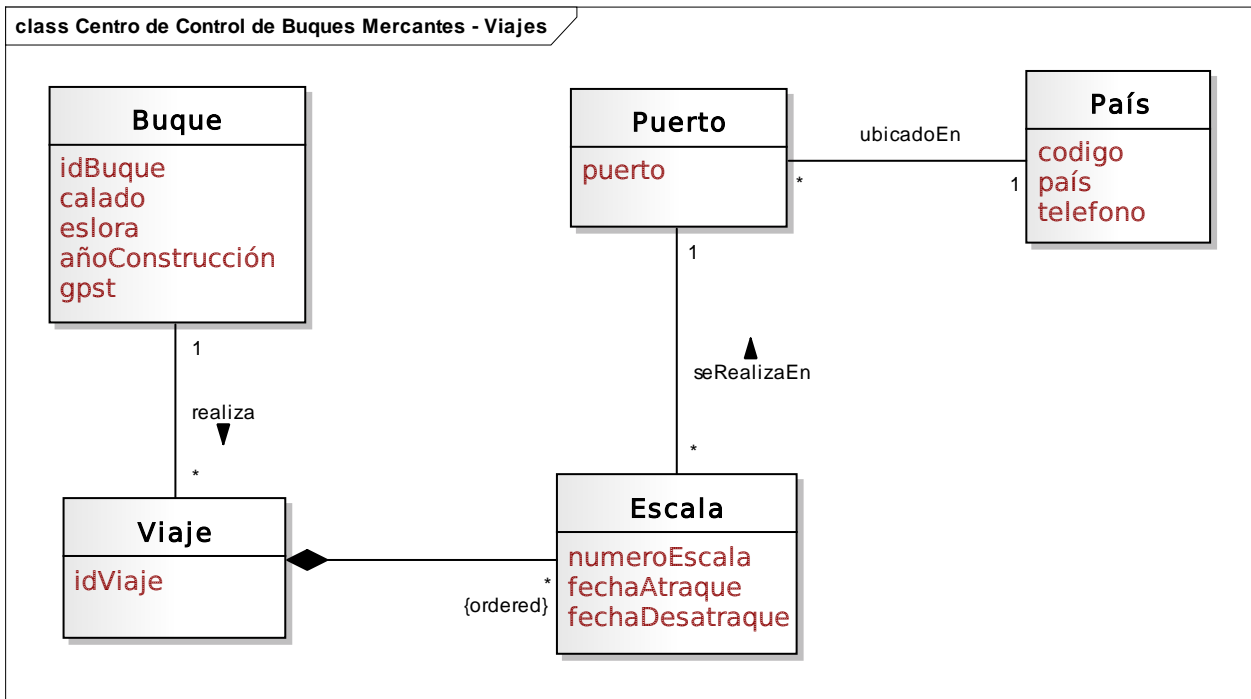 class Centro de Control de Buques Mercantes - Viajes
Buque
idBuque
calado
eslora
añoConstrucción
gpst
Puerto
puerto
País
codigo
país
telefono
ubicadoEn
*
1
1
realiza
*
1
seRealizaEn
*
Viaje
idViaje
*
{ordered}
Escala
numeroEscala
fechaAtraque
fechaDesatraque